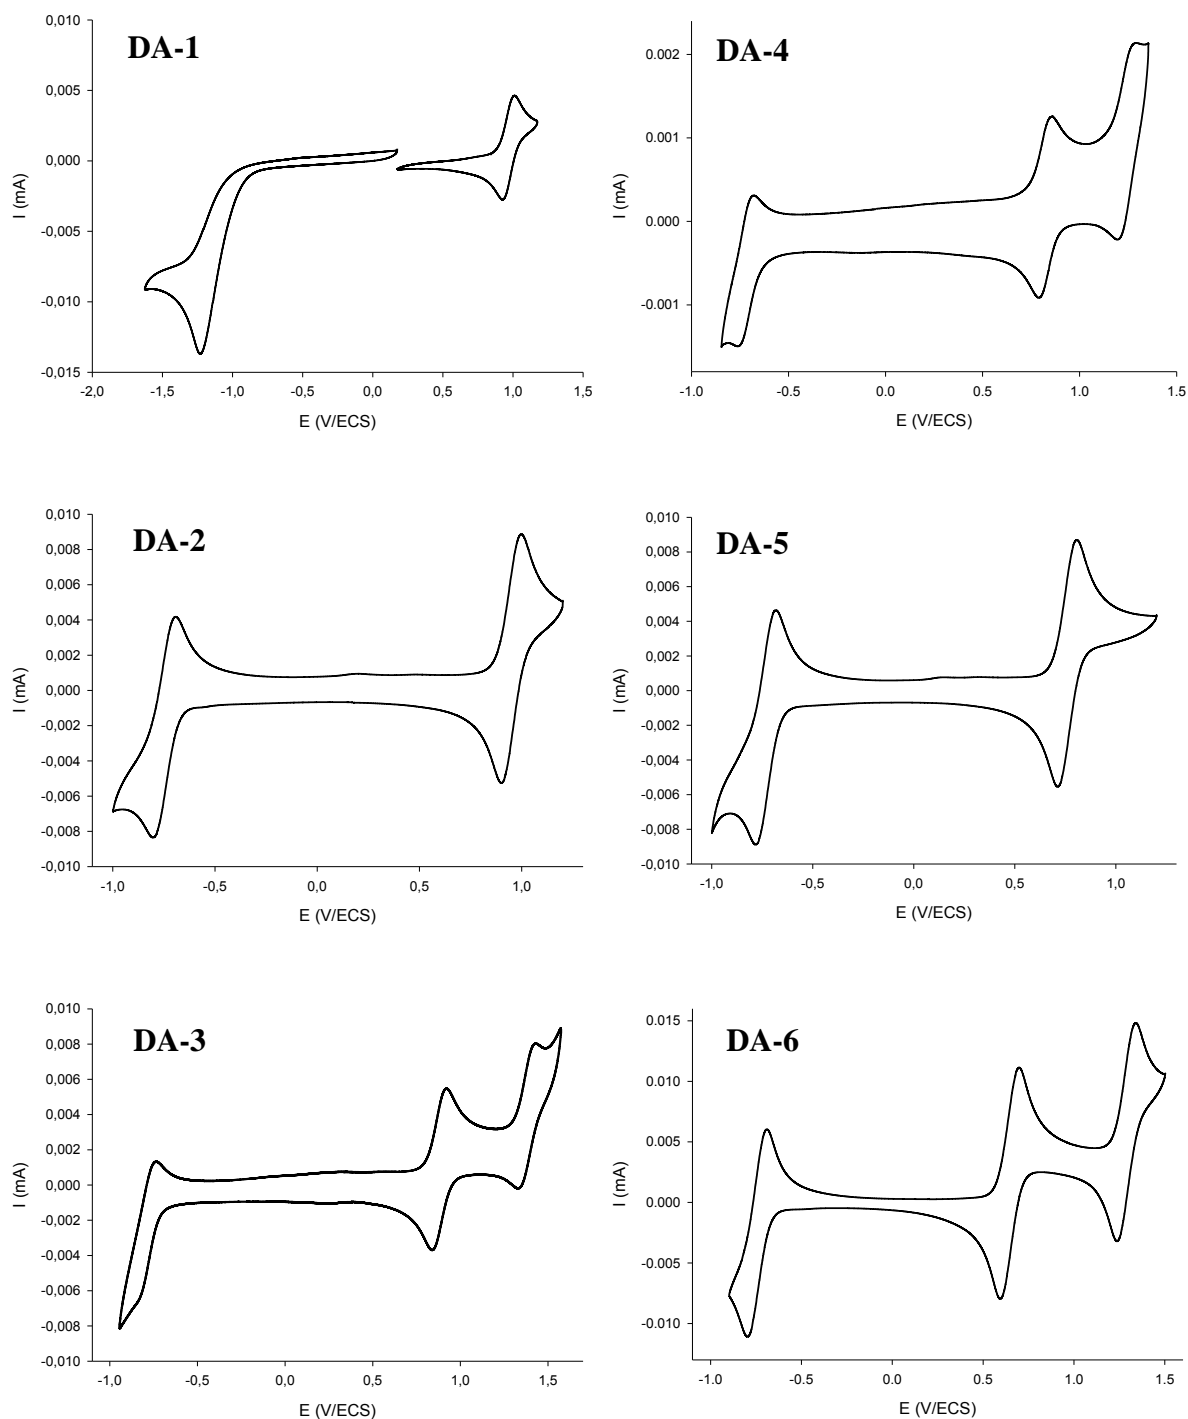 DA-1
I (mA)
0,010
0,005
0,000
-0,005
-0,010
-0,015
-2,0 -1,5 -1,0 -0,5 0,0 0,5 1,0 1,5
E (V/ECS)
DA-4
I (mA)
0.002
0.001
0.000
-0.001
-1.0 -0.5 0.0 0.5 1.0 1.5
E (V/ECS)
DA-2
I (mA)
0,010
0,008
0,006
0,004
0,002
0,000
-0,002
-0,004
-0,006
-0,008
-0,010
-1,0 -0,5 0,0 0,5 1,0
E (V/ECS)
DA-5
I (mA)
0,010
0,008
0,006
0,004
0,002
0,000
-0,002
-0,004
-0,006
-0,008
-0,010
-1,0 -0,5 0,0 0,5 1,0
E (V/ECS)
DA-3
I (mA)
0,010
0,008
0,006
0,004
0,002
0,000
-0,002
-0,004
-0,006
-0,008
-0,010
-1,0 -0,5 0,0 0,5 1,0 1,5
E (V/ECS)
DA-6
I (mA)
0.015
0.010
0.005
0.000
-0.005
-0.010
-1.0 -0.5 0.0 0.5 1.0 1.5
E (V/ECS)